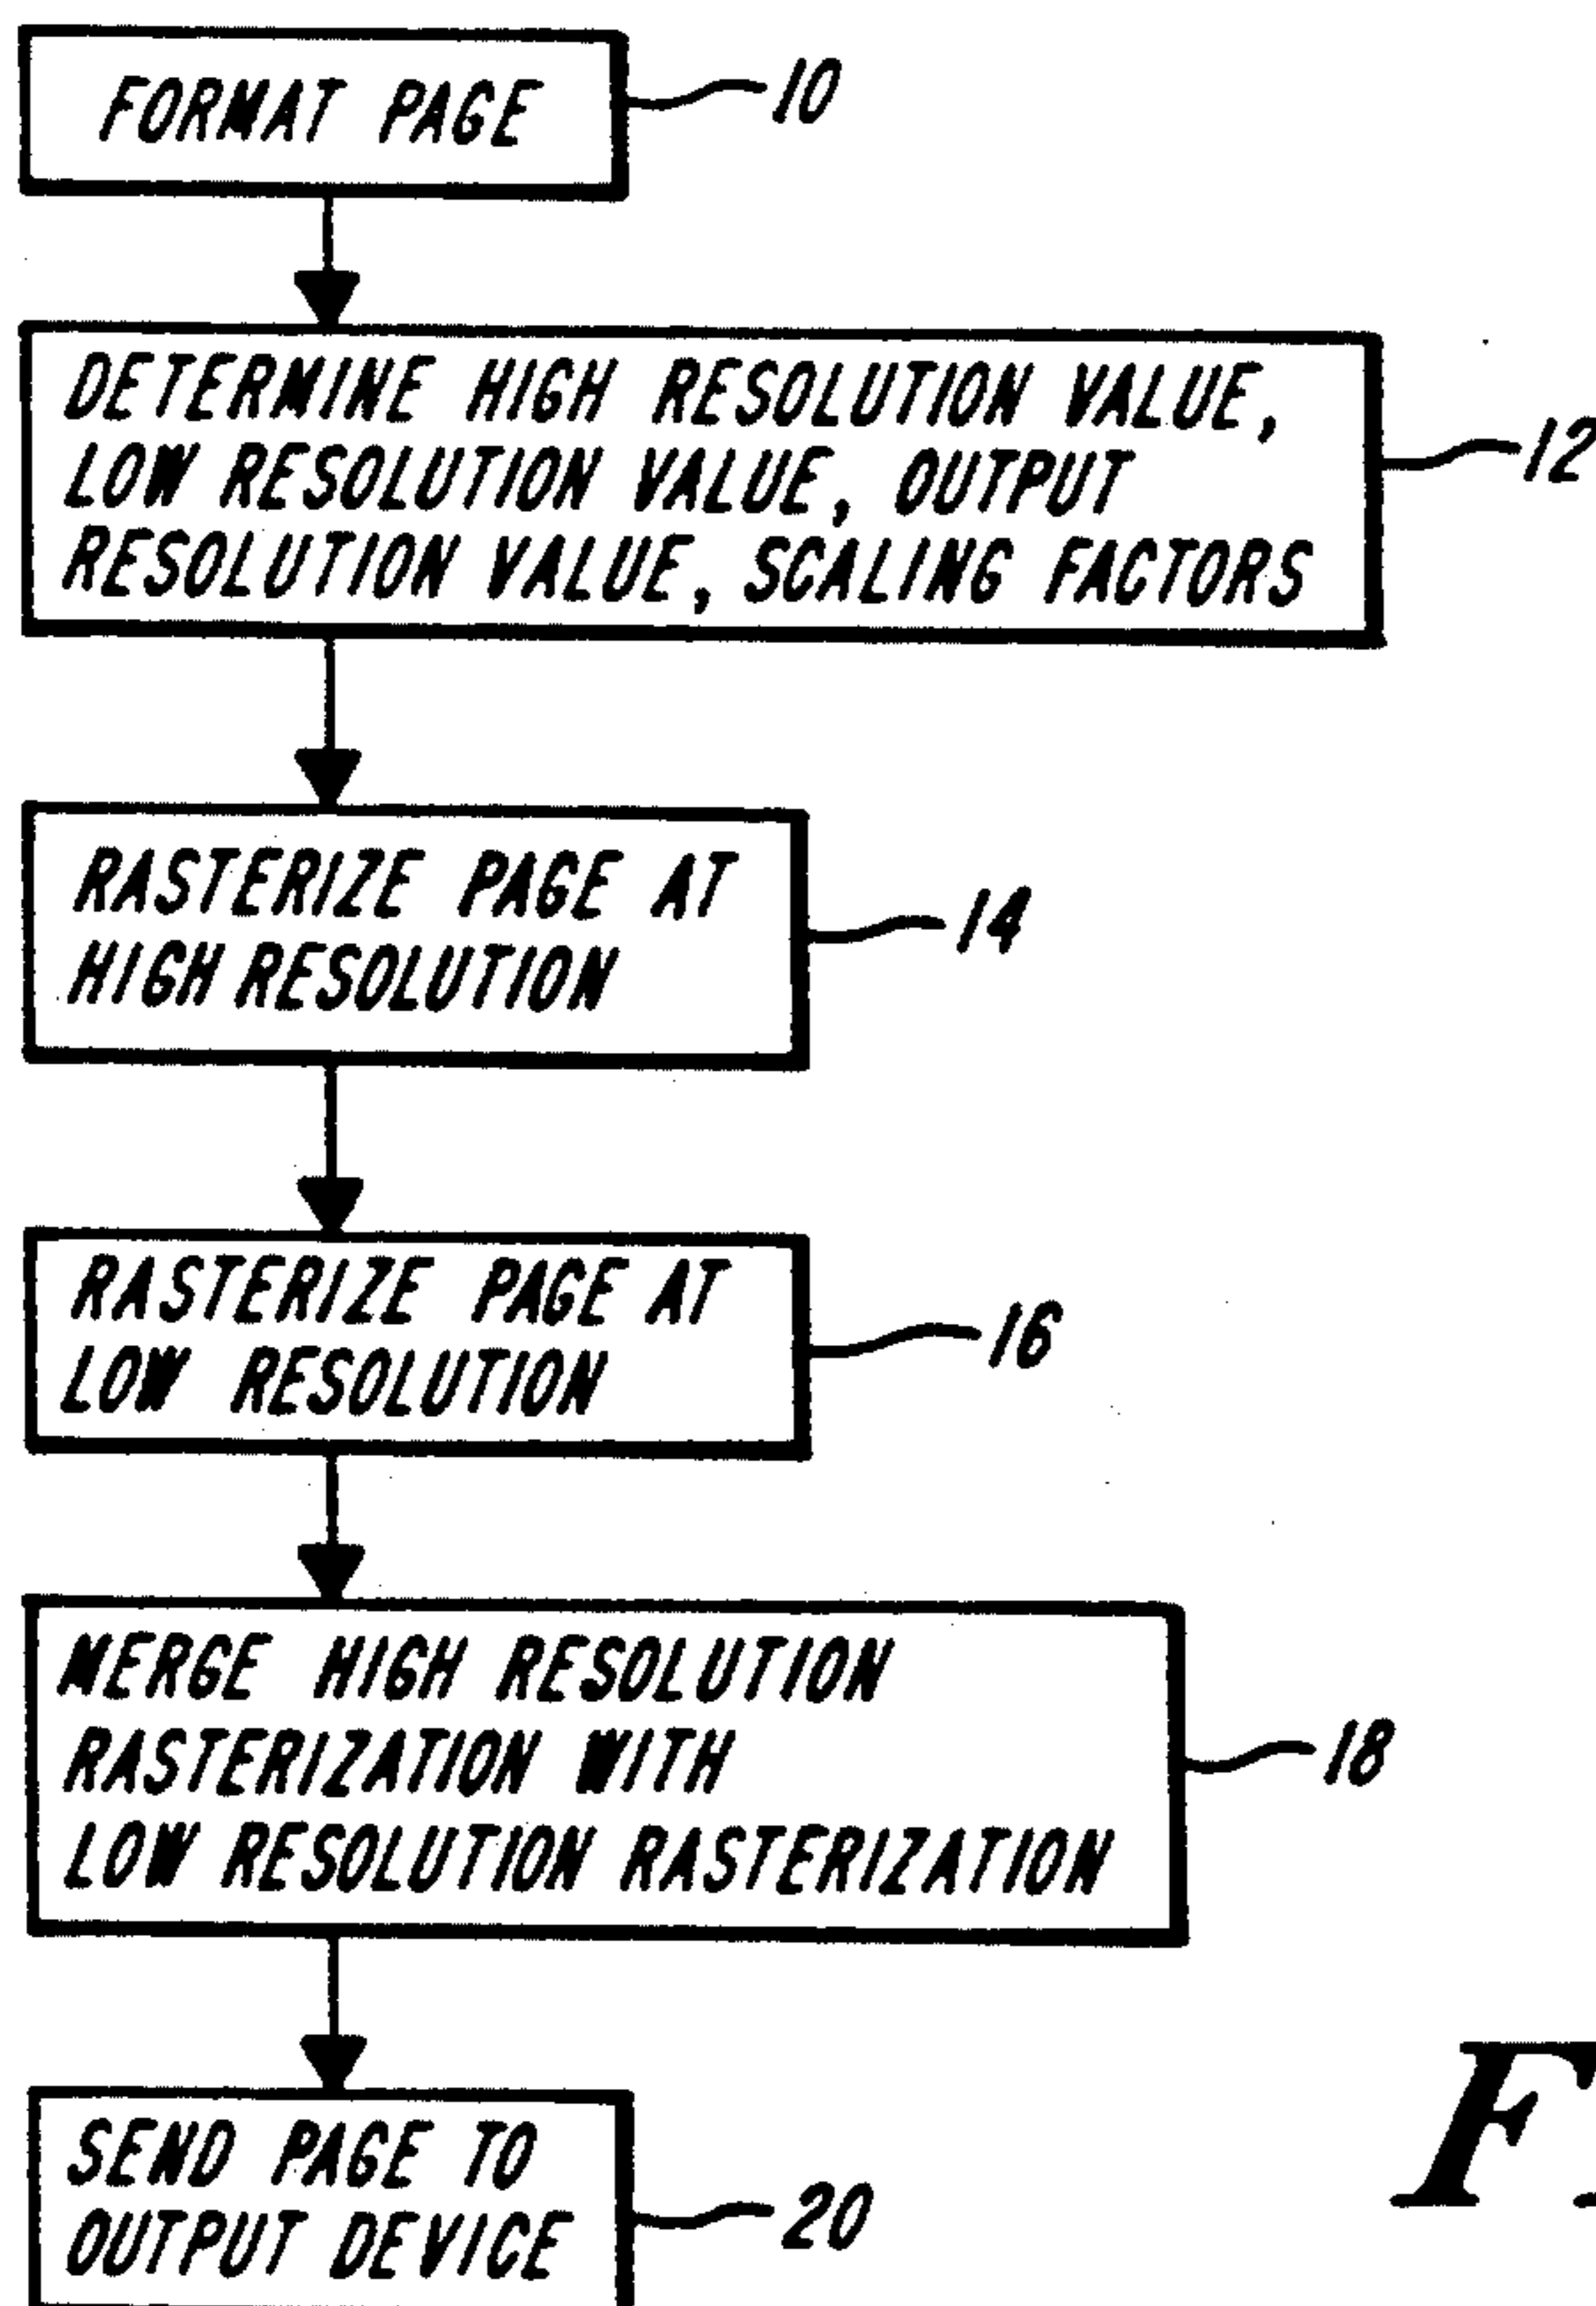 FORMAT PAGE
10
DETERMINE HIGH RESOLUTION VALUE,
LOW RESOLUTION VALUE, OUTPUT
RESOLUTION VALUE, SCALING FACTORS
12
RASTERIZE PAGE AT
HIGH RESOLUTION
14
RASTERIZE PAGE AT
LOW RESOLUTION
16
MERGE HIGH RESOLUTION
RASTERIZATION WITH
LOW RESOLUTION RASTERIZATION
18
SEND PAGE TO
OUTPUT DEVICE
20